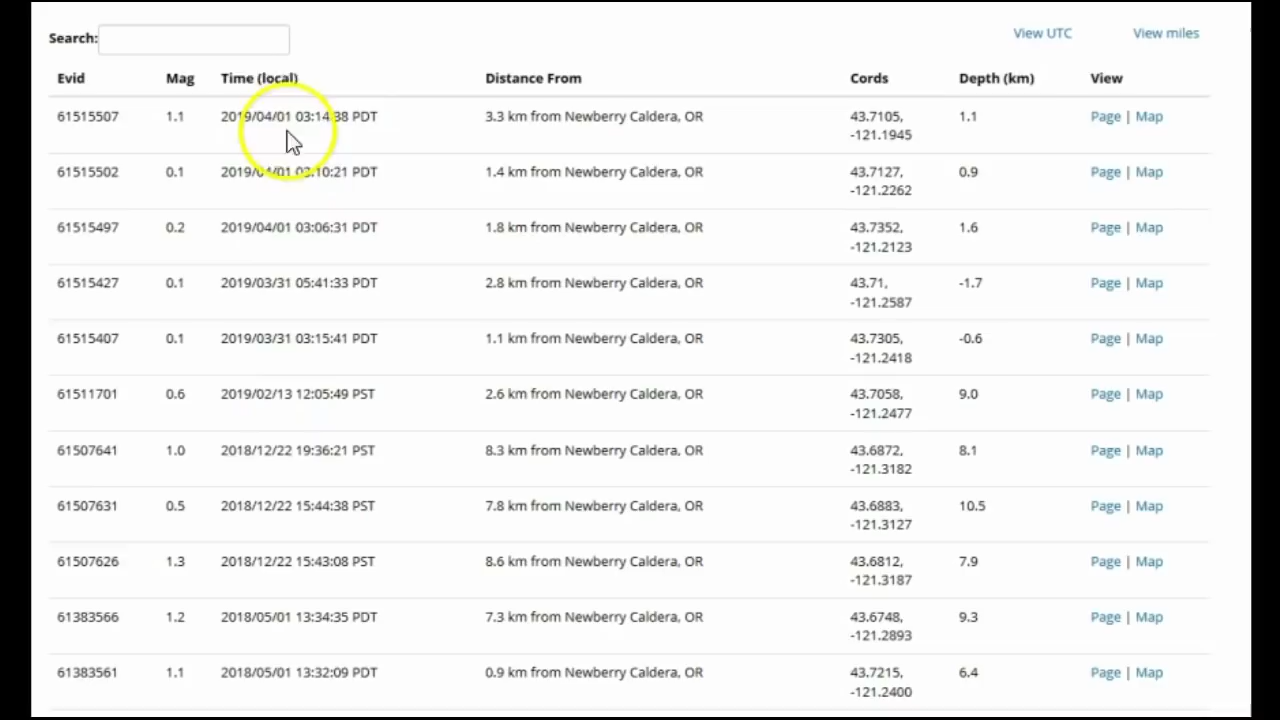 Search:
View UTC View miles
Evid Mag Time (local) Distance From Cords Depth (km) View
61515507 1.1 2019/04/01 03:14:38 PDT 3.3 km from Newberry Caldera, OR 43.7105, 1.1 Page | Map
-121.1945
61515502 0.1 2019/04/01 03:10:21 PDT 1.4 km from Newberry Caldera, OR 43.7127, 0.9 Page | Map
-121.2262
61515497 0.2 2019/04/01 03:06:31 PDT 1.8 km from Newberry Caldera, OR 43.7352, 1.6 Page | Map
-121.2123
61515427 0.1 2019/03/31 05:41:33 PDT 2.8 km from Newberry Caldera, OR 43.71, -1.7 Page | Map
-121.2587
61515407 0.1 2019/03/31 03:15:41 PDT 1.1 km from Newberry Caldera, OR 43.7305, -0.6 Page | Map
-121.2418
61511701 0.6 2019/02/13 12:05:49 PST 2.6 km from Newberry Caldera, OR 43.7058, 9.0 Page | Map
-121.2477
61507641 1.0 2018/12/22 19:36:21 PST 8.3 km from Newberry Caldera, OR 43.6872, 8.1 Page | Map
-121.3182
61507631 0.5 2018/12/22 15:44:38 PST 7.8 km from Newberry Caldera, OR 43.6883, 10.5 Page | Map
-121.3127
61507626 1.3 2018/12/22 15:43:08 PST 8.6 km from Newberry Caldera, OR 43.6812, 7.9 Page | Map
-121.3187
61383566 1.2 2018/05/01 13:34:35 PDT 7.3 km from Newberry Caldera, OR 43.6748, 9.3 Page | Map
-121.2893
61383561 1.1 2018/05/01 13:32:09 PDT 0.9 km from Newberry Caldera, OR 43.7215, 6.4 Page | Map
-121.2400